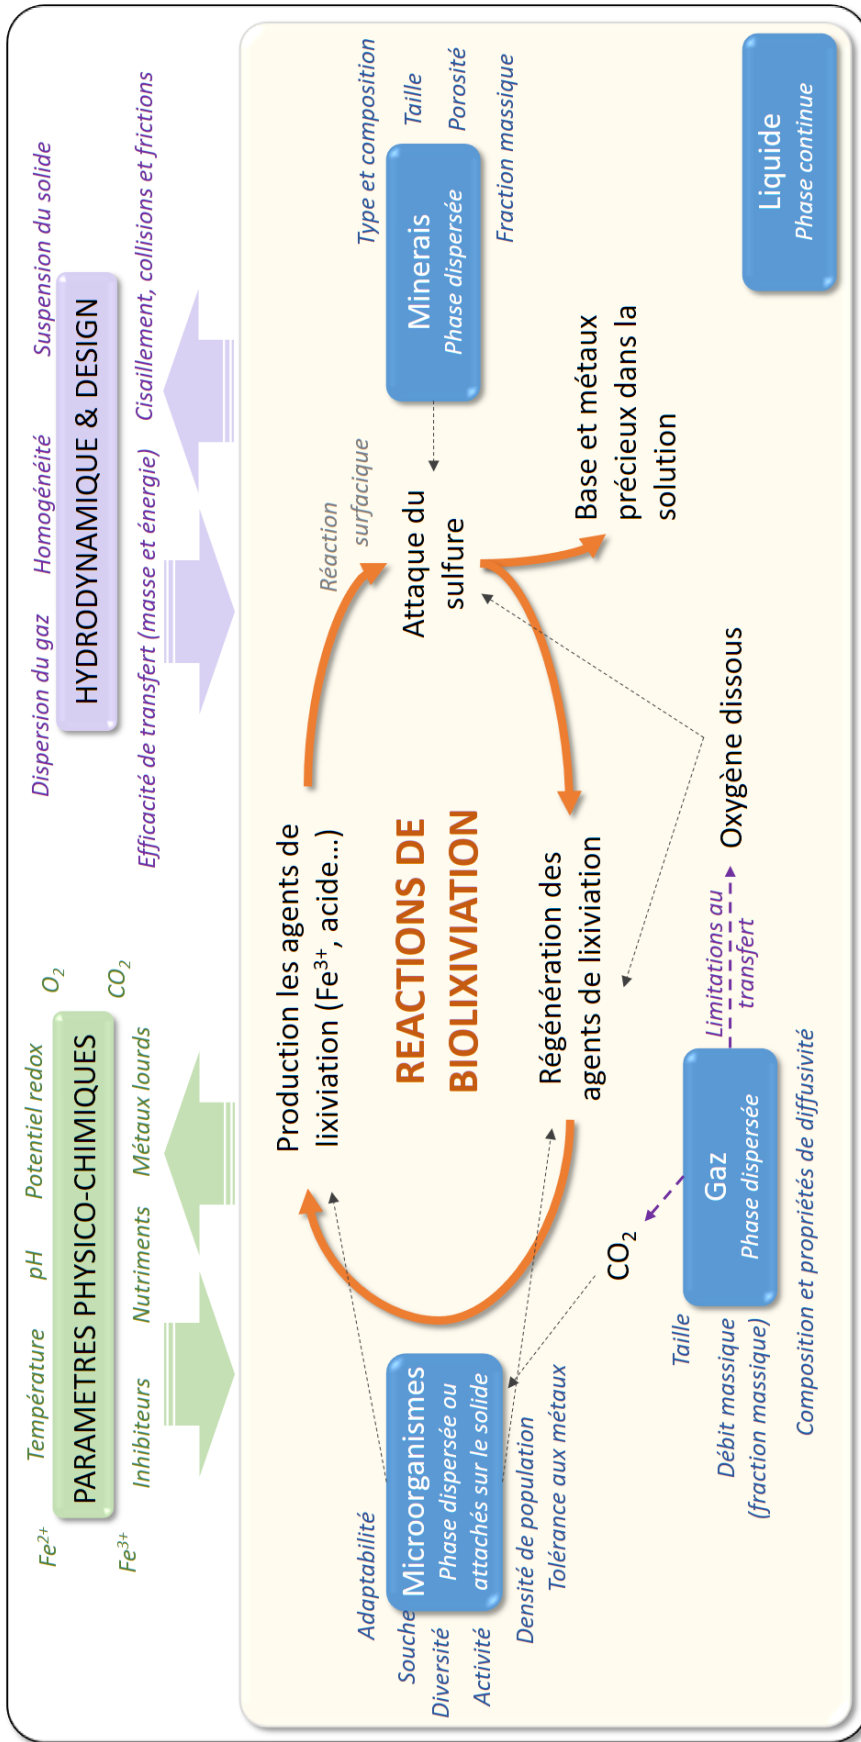 Fe²⁺
Température
pH
Potentiel redox
O₂
PARAMETRES PHYSICO-CHIMIQUES
Fe³⁺
Inhibiteurs
Nutriments
Métaux lourds
CO₂
Dispersion du gaz
Homogénéité
Suspension du solide
HYDRODYNAMIQUE & DESIGN
Efficacité de transfert (masse et énergie)
Cisaillement, collisions et frictions
Production les agents de
lixiviation (Fe³⁺, acide...)
Réaction
surfacique
Type et composition
Taille
Minerais
Phase dispersée
Porosité
Fraction massique
Adaptabilité
Souche
Diversité
Activité
Microorganismes
Phase dispersée ou
attachés sur le solide
Densité de population
Tolérance aux métaux
REACTIONS DE
BIOLIXIVIATION
Attaque du
sulfure
Régénération des
agents de lixiviation
Base et métaux
précieux dans la
solution
CO₂
Taille
Débit massique
(fraction massique)
Gaz
Phase dispersée
Composition et propriétés de diffusivité
Limitations au
transfert
Oxygène dissous
Liquide
Phase continue